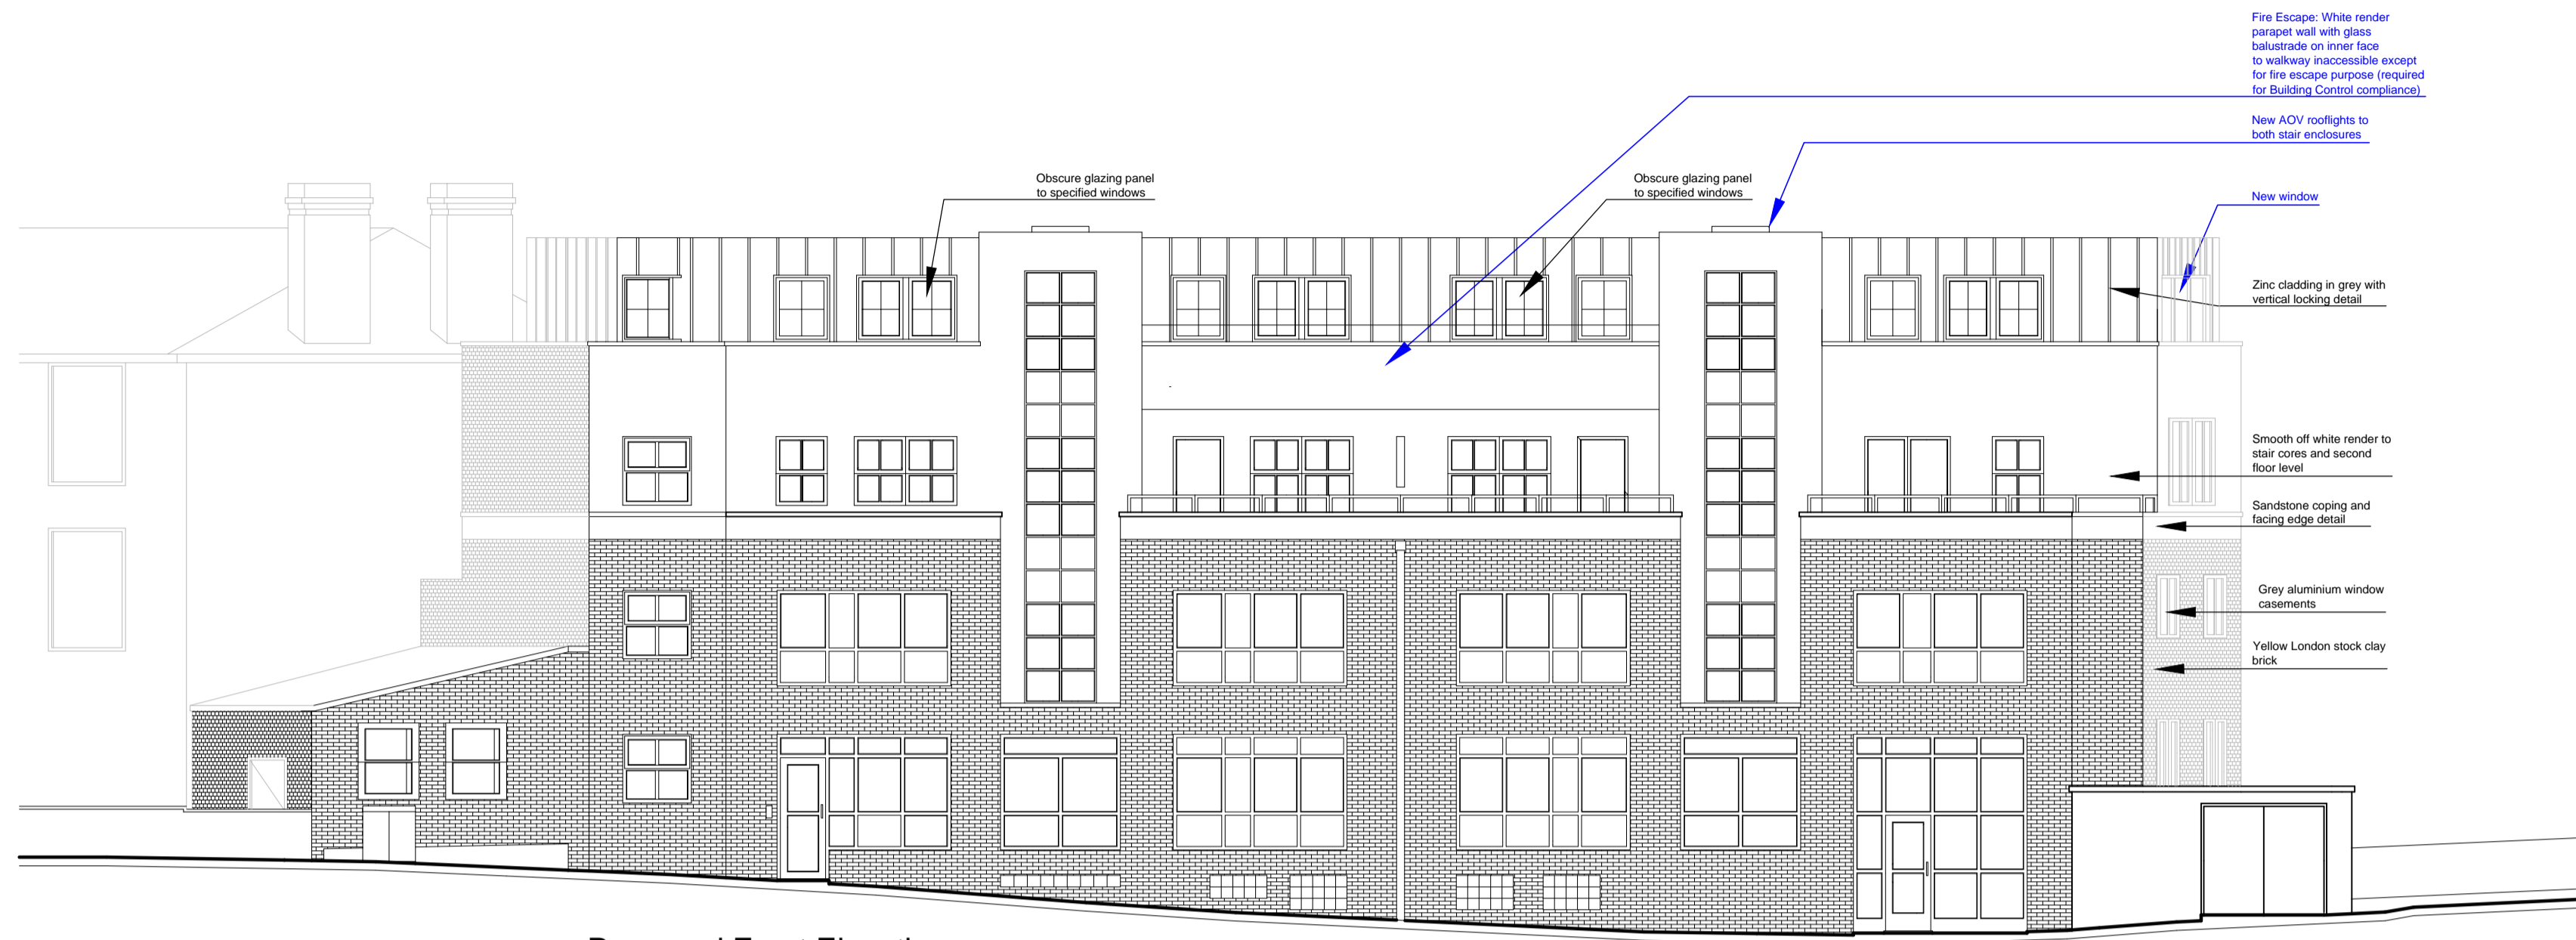 Fire Escape: White render
parapet wall with glass
balustrade on inner face
to walkway inaccessible except
for fire escape purpose (required
for Building Control compliance)
New AOV rooflights to
both stair enclosures
Obscure glazing panel
to specified windows
Obscure glazing panel
to specified windows
New window
Zinc cladding in grey with
vertical locking detail
Smooth off white render to
stair cores and second
floor level
Sandstone coping and
facing edge detail
Grey aluminium window
casements
Yellow London stock clay
brick